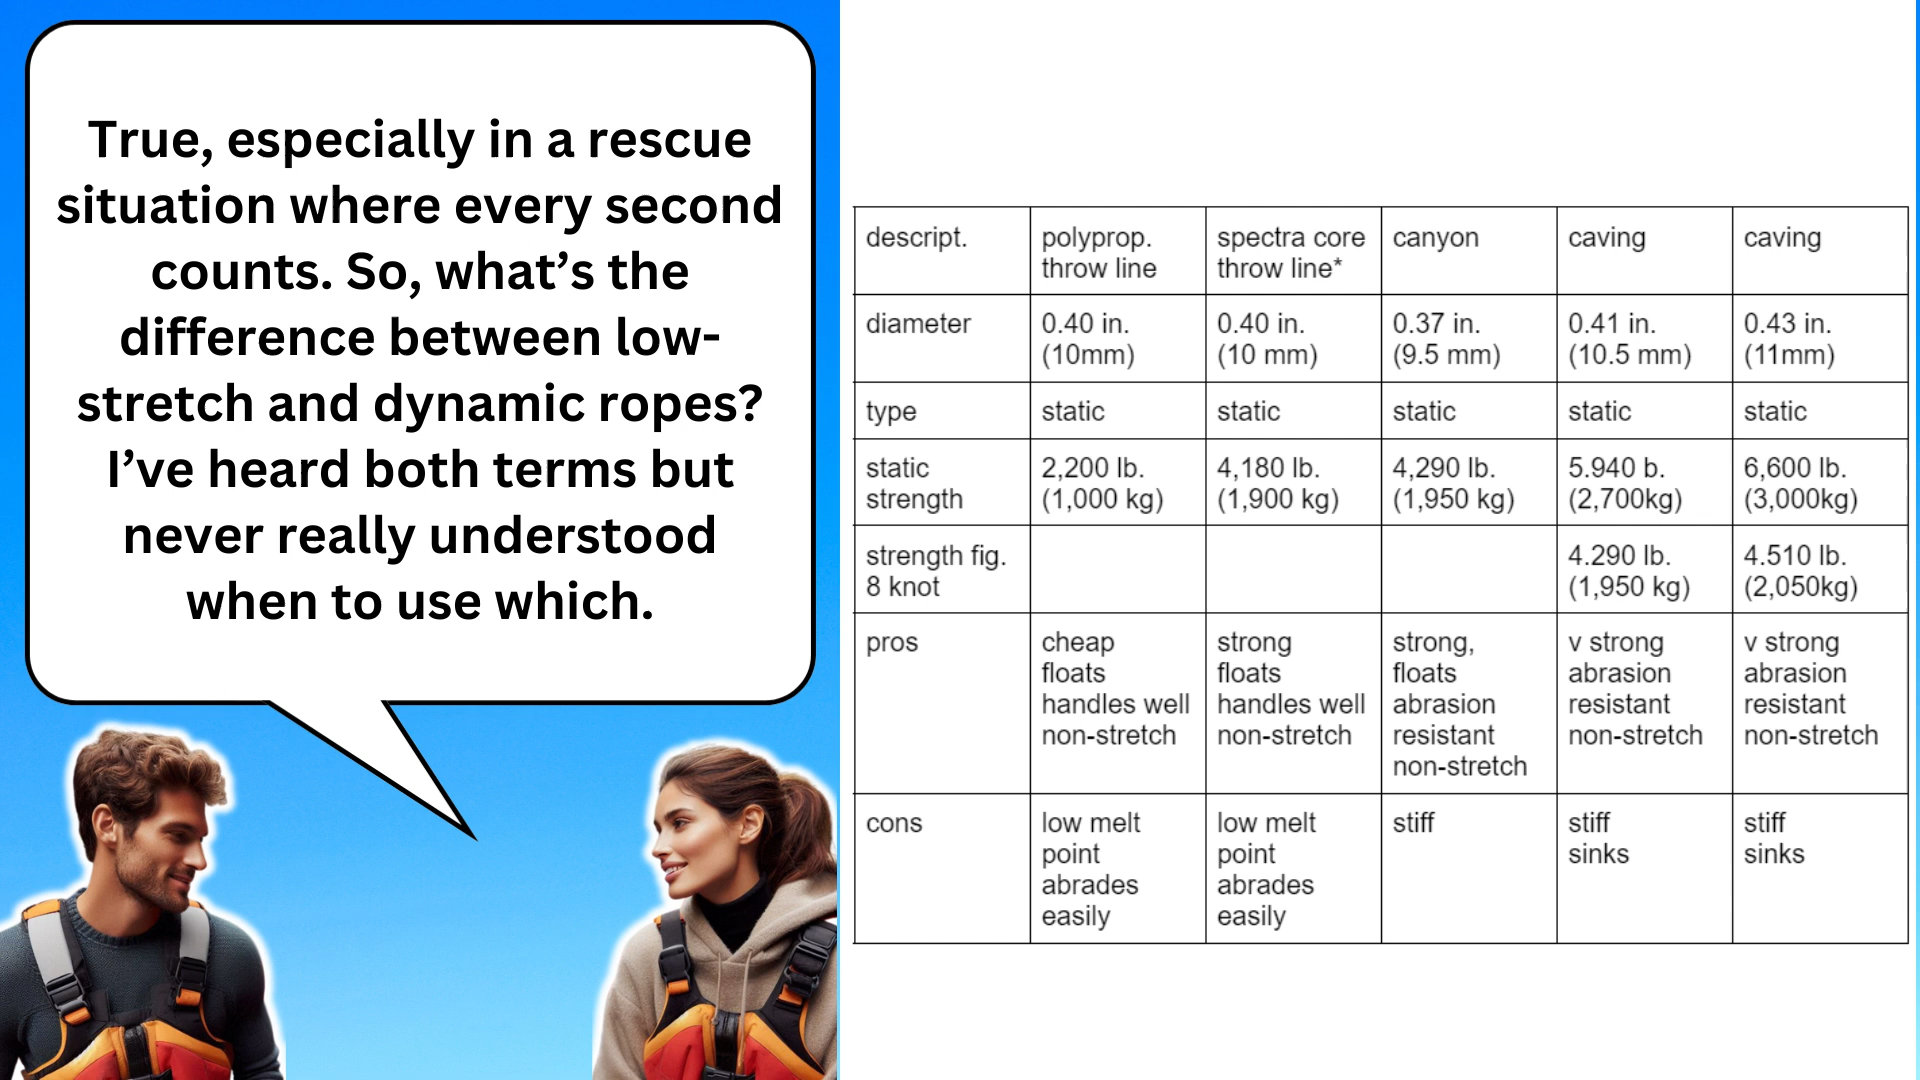 True, especially in a rescue
situation where every second
counts. So, what’s the
difference between low-
stretch and dynamic ropes?
I’ve heard both terms but
never really understood
when to use which.
descript.
polyprop.
throw line
spectra core
throw line*
canyon
caving
caving
diameter
0.40 in.
(10mm)
0.40 in.
(10 mm)
0.37 in.
(9.5 mm)
0.41 in.
(10.5 mm)
0.43 in.
(11mm)
type
static
static
static
static
static
static
strength
2,200 lb.
(1,000 kg)
4,180 lb.
(1,900 kg)
4,290 lb.
(1,950 kg)
5.940 b.
(2,700kg)
6,600 lb.
(3,000kg)
strength fig.
8 knot
4.290 lb.
(1,950 kg)
4.510 lb.
(2,050kg)
pros
cheap
floats
handles well
non-stretch
strong
floats
handles well
non-stretch
strong,
floats
abrasion
resistant
non-stretch
v strong
abrasion
resistant
non-stretch
v strong
abrasion
resistant
non-stretch
cons
low melt
point
abrades
easily
low melt
point
abrades
easily
stiff
stiff
sinks
stiff
sinks